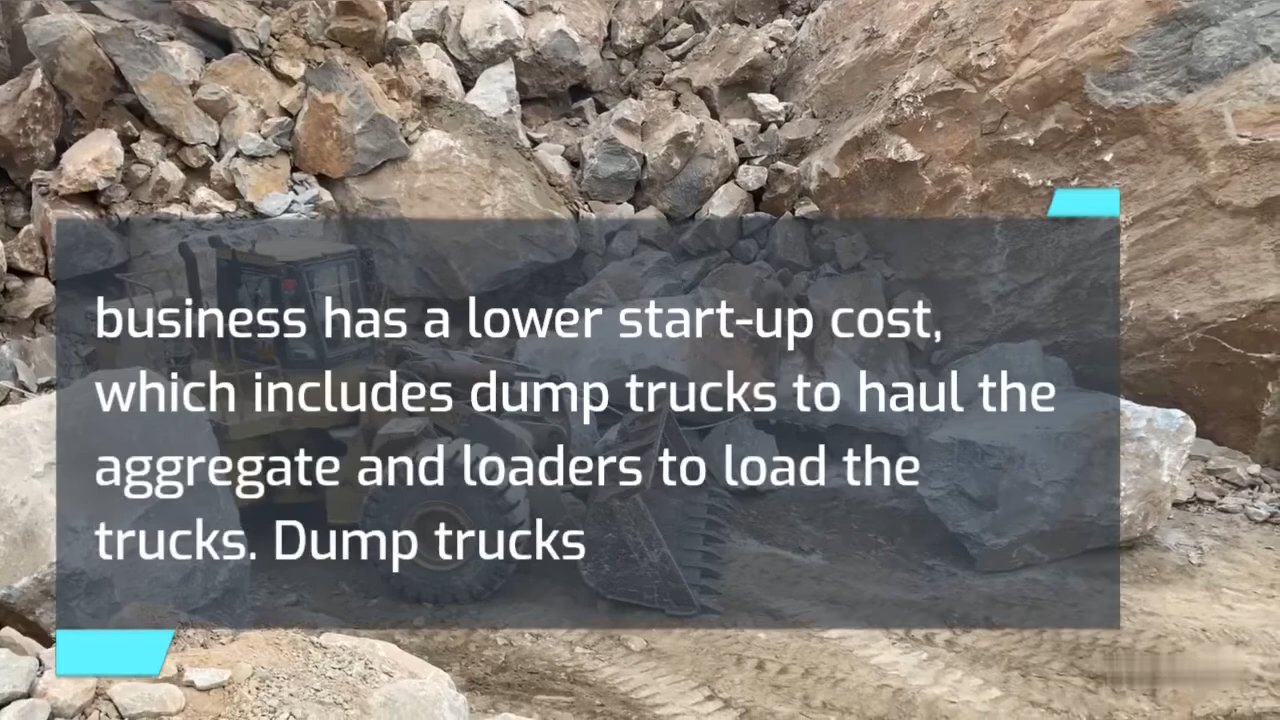 business has a lower start-up cost,
which includes dump trucks to haul the
aggregate and loaders to load the
trucks. Dump trucks